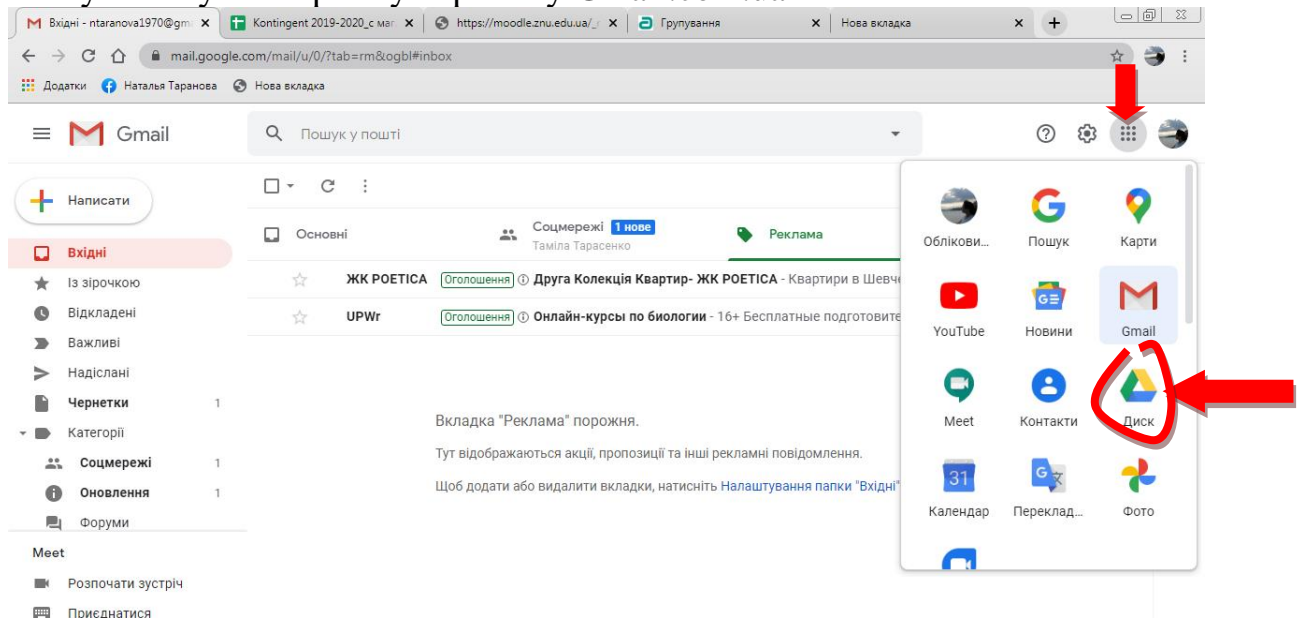 Вхідні - ntaranova1970@gm
Kontingent 2019-2020_с маг
https://moodle.znu.edu.ua/_
Групування
Нова вкладка
mail.google.com/mail/u/0/?tab=rm&ogbl#inbox
Додатки
Наталья Таранова
Нова вкладка
Gmail
Пошук у пошті
Написати
Основні
Соцмережі 1 нове
Таміла Тарасенко
Реклама
Вхідні
Із зірочкою
Відкладені
Важливі
Надіслані
Чернетки 1
Категорії
Соцмережі 1
Оновлення 1
Форуми
Meet
Розпочати зустріч
Приєднатися
ЖК POETICA Оголошення Друга Колекція Квартир- ЖК POETICA - Квартири в Шевче
UPWr Оголошення Онлайн-курсы по биологии - 16+ Бесплатные подготовите
Вкладка "Реклама" порожня.
Тут відображаються акції, пропозиції та інші рекламні повідомлення.
Щоб додати або видалити вкладки, натисніть Налаштування папки "Вхідні"
Обліковi...
Пошук
Карти
YouTube
Новини
Gmail
Meet
Контакти
Диск
31
Календар
Переклад...
Фото